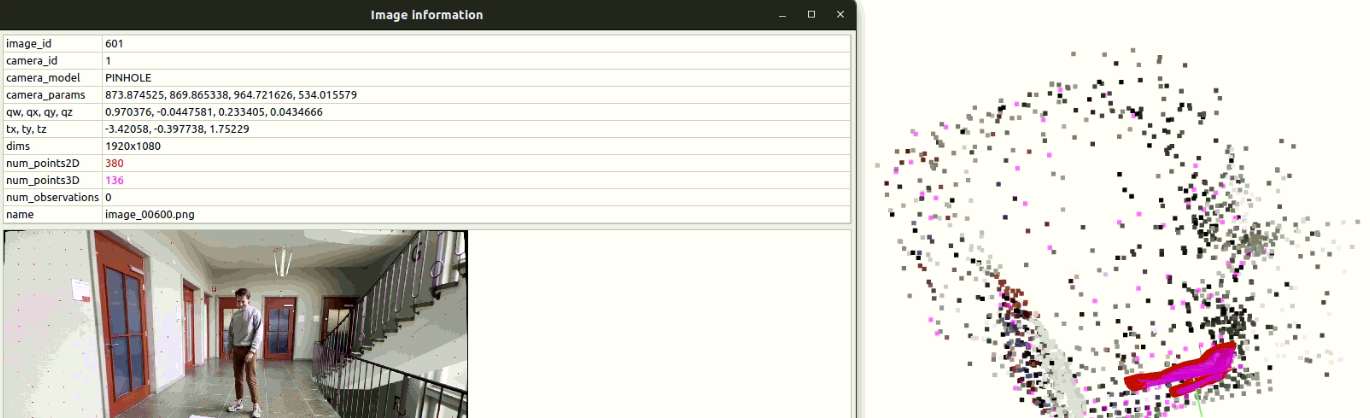 Image information
image_id 601
camera_id 1
camera_model PINHOLE
camera_params 873.874525, 869.865338, 964.721626, 534.015579
qw, qx, qy, qz 0.970376, -0.0447581, 0.233405, 0.0434666
tx, ty, tz -3.42058, -0.397738, 1.75229
dims 1920x1080
num_points2D 380
num_points3D 136
num_observations 0
name image_00600.png